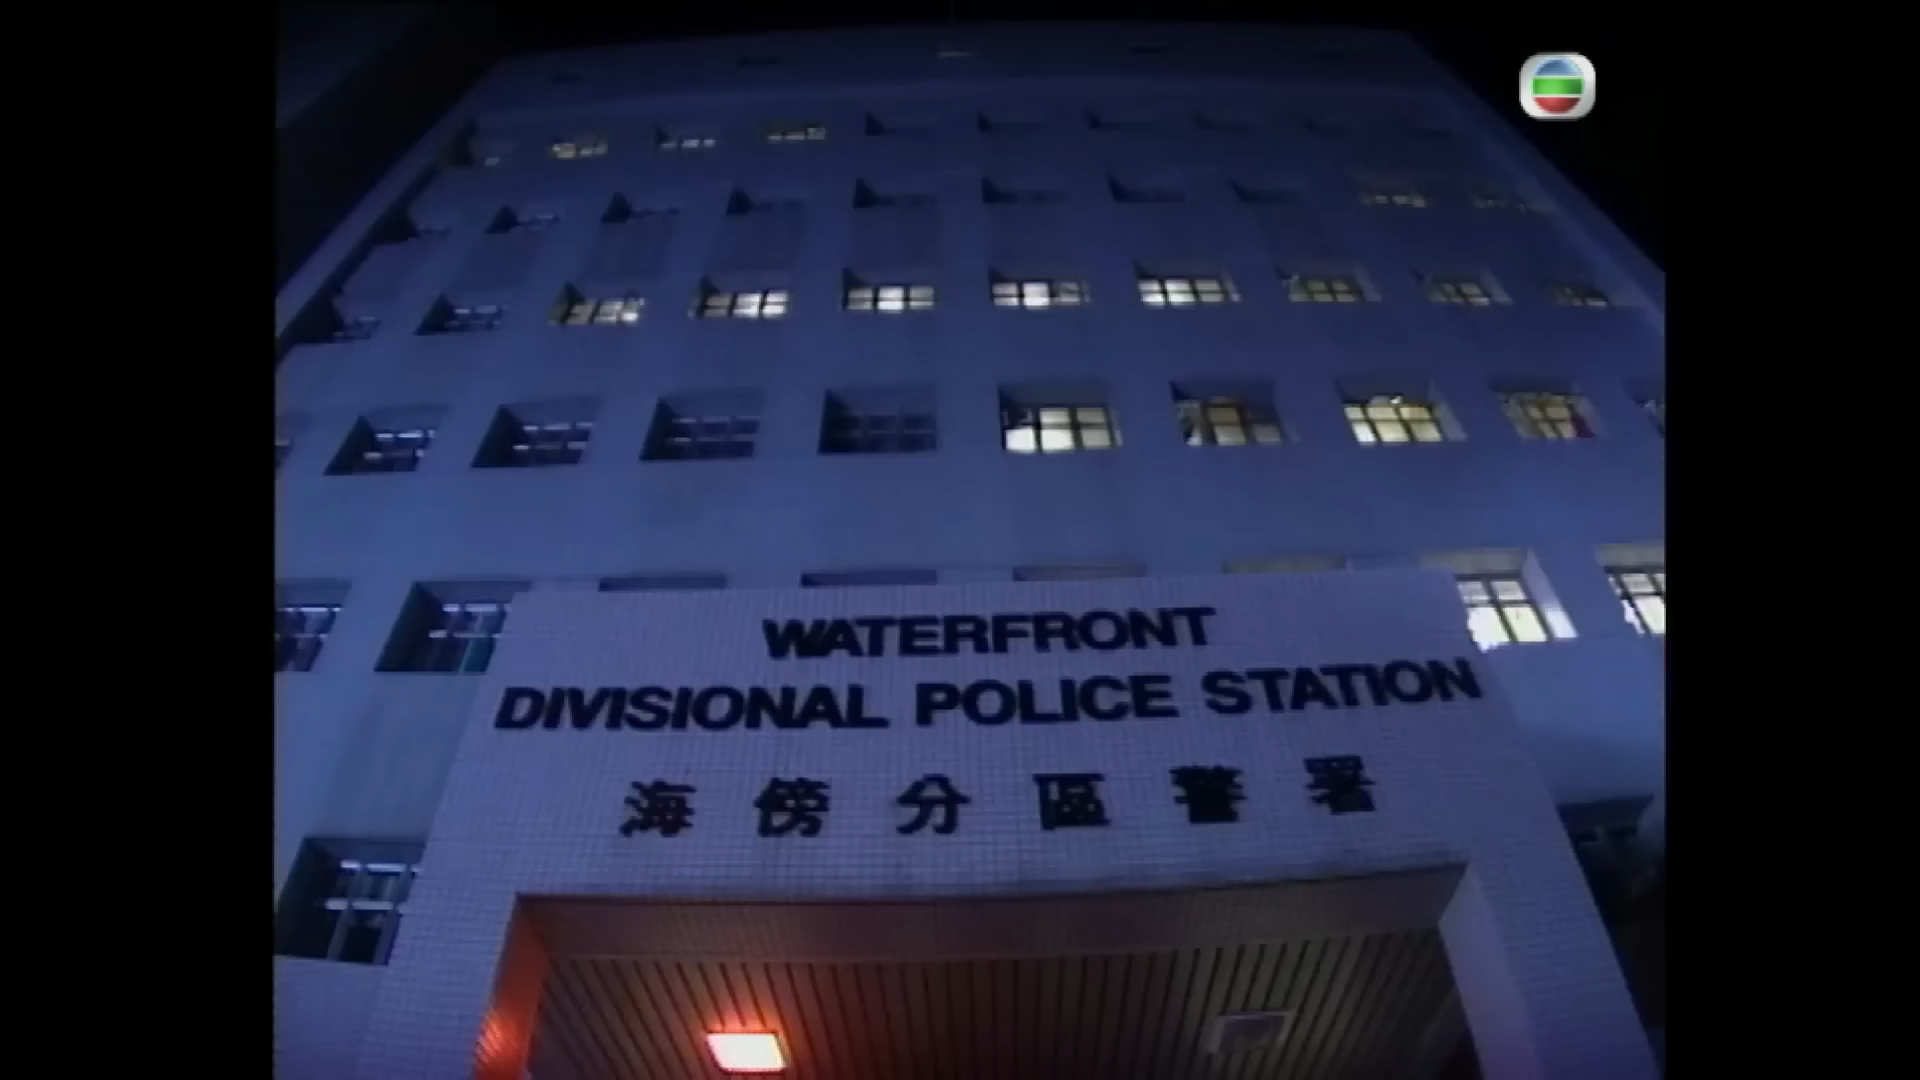 WATERFRONT
DIVISIONAL POLICE STATION
海傍分區警署